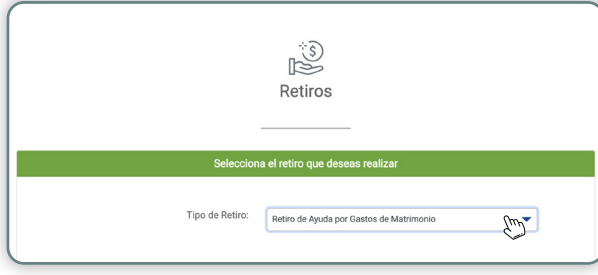 Retiros
Selecciona el retiro que deseas realizar
Tipo de Retiro:
Retiro de Ayuda por Gastos de Matrimonio